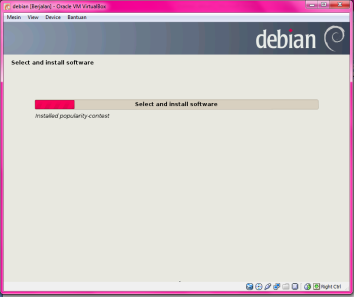 debian [Berjalan] - Oracle VM VirtualBox
Mesin View Device Bantuan
debian
Select and install software
Select and install software
Installed popularity-contest
Right Ctrl